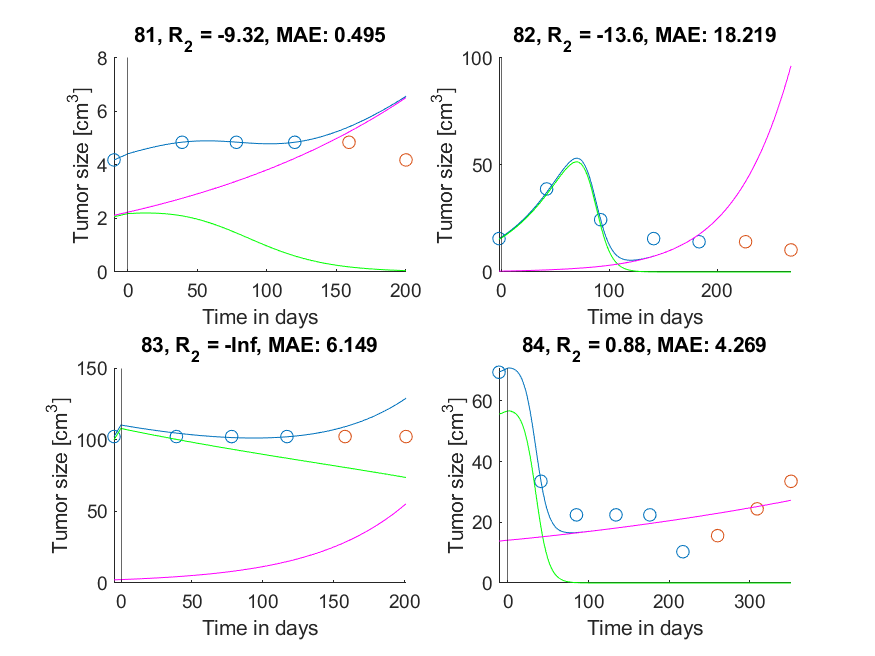 81, R2 = -9.32, MAE: 0.495
8
6
4
2
0
Tumor size [cm3]
0 50 100 150 200
Time in days
82, R2 = -13.6, MAE: 18.219
100
50
0
Tumor size [cm3]
0 100 200
Time in days
83, R2 = -Inf, MAE: 6.149
150
100
50
0
Tumor size [cm3]
0 50 100 150 200
Time in days
84, R2 = 0.88, MAE: 4.269
60
40
20
0
Tumor size [cm3]
0 100 200 300
Time in days